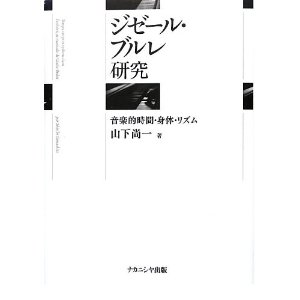 ジゼール・
ブルレ
研究
音楽的時間・身体・リズム
山下尚一 著
ナカニシヤ出版